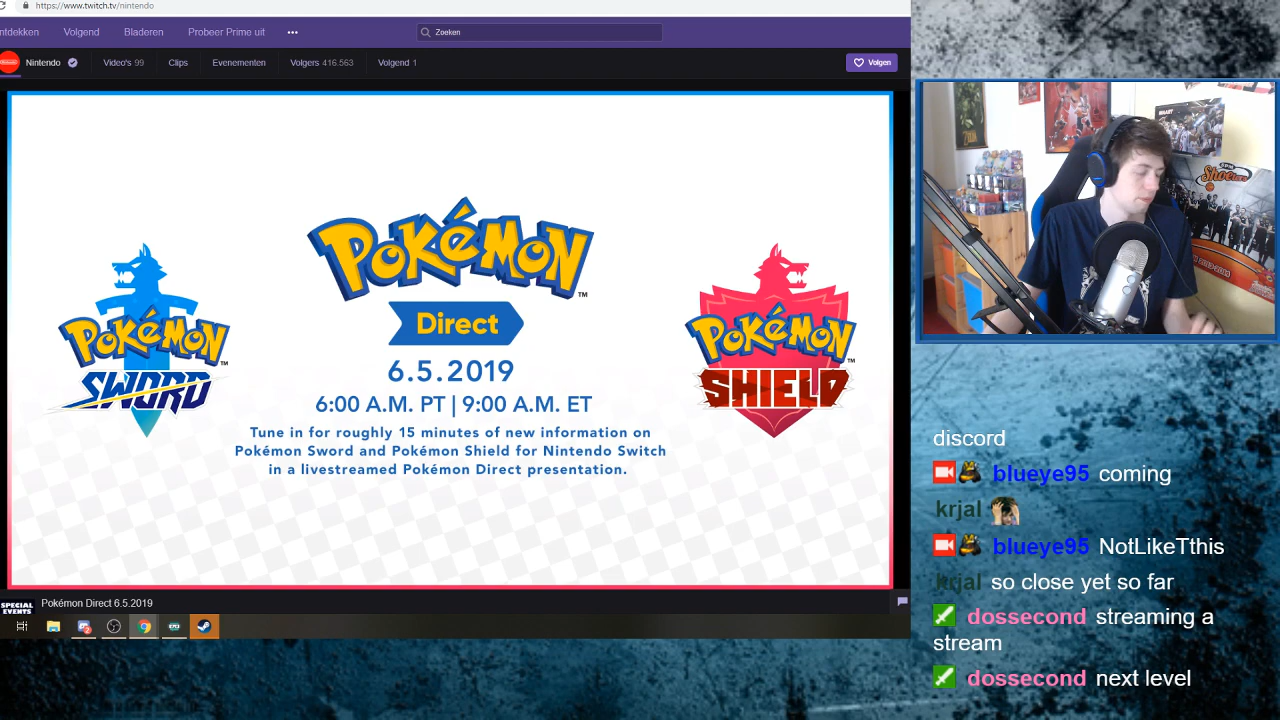 https://www.twitch.tv/nintendo
ntdekken Volgend Bladeren Probeer Prime uit ••• Zoeken
Nintendo Video's 99 Clips Evenementen Volgers 416.563 Volgend 1 Volgen
POKéMON
Direct
POKéMON ™
SWORD
POKéMON ™
SHIELD
6.5.2019
6:00 A.M. PT | 9:00 A.M. ET
Tune in for roughly 15 minutes of new information on
Pokémon Sword and Pokémon Shield for Nintendo Switch
in a livestreamed Pokémon Direct presentation.
SPECIAL
EVENTS
Pokémon Direct 6.5.2019
discord
blueye95 coming
krjal
blueye95 NotLikeTthis
krjal so close yet so far
dossecond streaming a
stream
dossecond next level